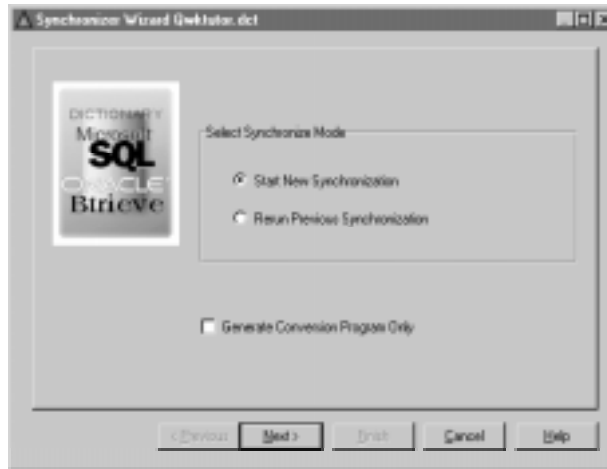 Synchronizer Wizard Qwktutor.dct
DICTIONARY
Microsoft
SQL
ORACLE
Btrieve
Select Synchronize Mode
Start New Synchronization
Rerun Previous Synchronization
Generate Conversion Program Only
< Previous
Next >
Finish
Cancel
Help